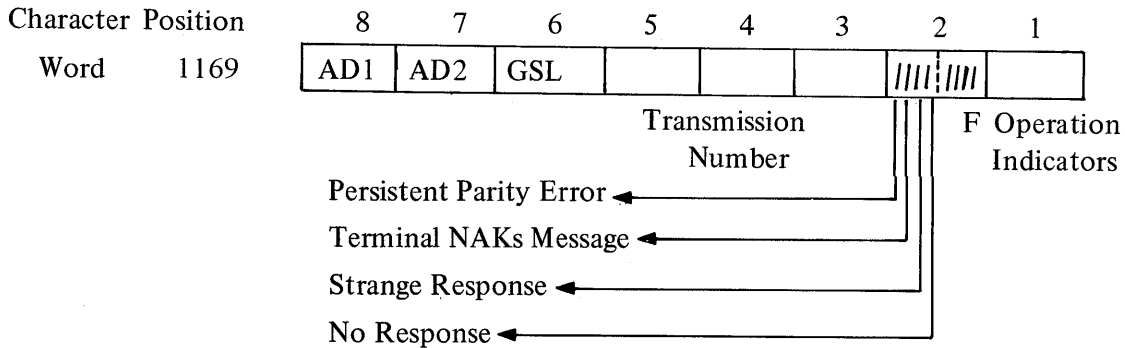 Character Position 8 7 6 5 4 3 2 1
Word 1169 AD1 AD2 GSL
Transmission F Operation
Number Indicators
Persistent Parity Error
Terminal NAKs Message
Strange Response
No Response